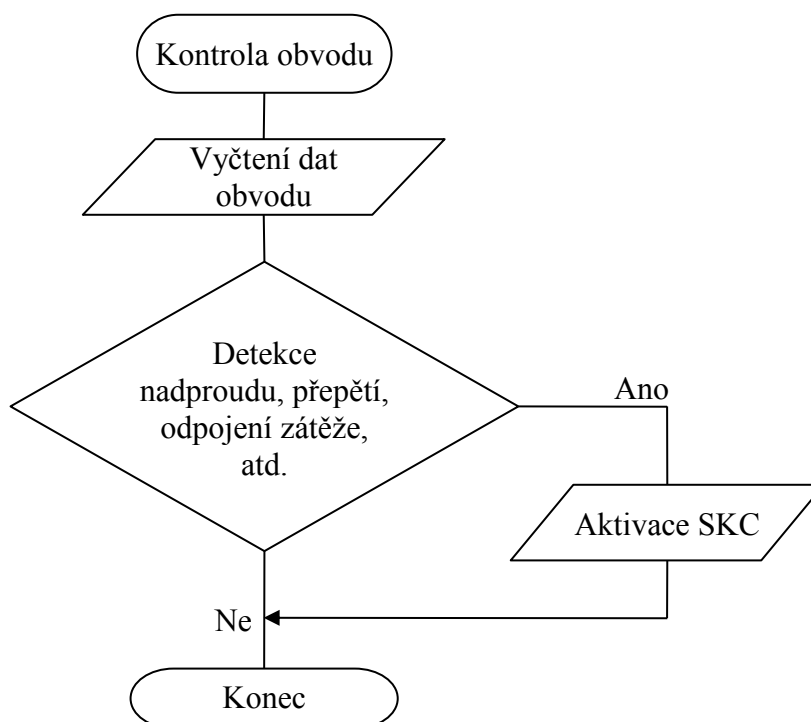 Kontrola obvodu
Vyčtení dat
obvodu
Detekce
nadproudu, přepětí,
odpojení zátěže,
atd.
Ano
Aktivace SKC
Ne
Konec